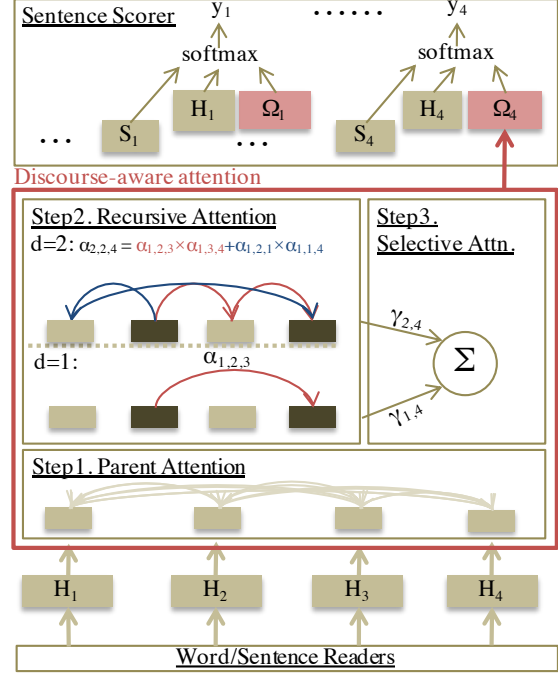 Sentence Scorer
y1 ...... y4
softmax softmax
S1 H1 Ω1 S4 H4 Ω4
... ...
Discourse-aware attention
Step2. Recursive Attention
d=2: α2,2,4 = α1,2,3×α1,3,4+α1,2,1×α1,1,4
d=1: α1,2,3
Step3.
Selective Attn.
γ2,4
Σ
γ1,4
Step1. Parent Attention
H1 H2 H3 H4
Word/Sentence Readers